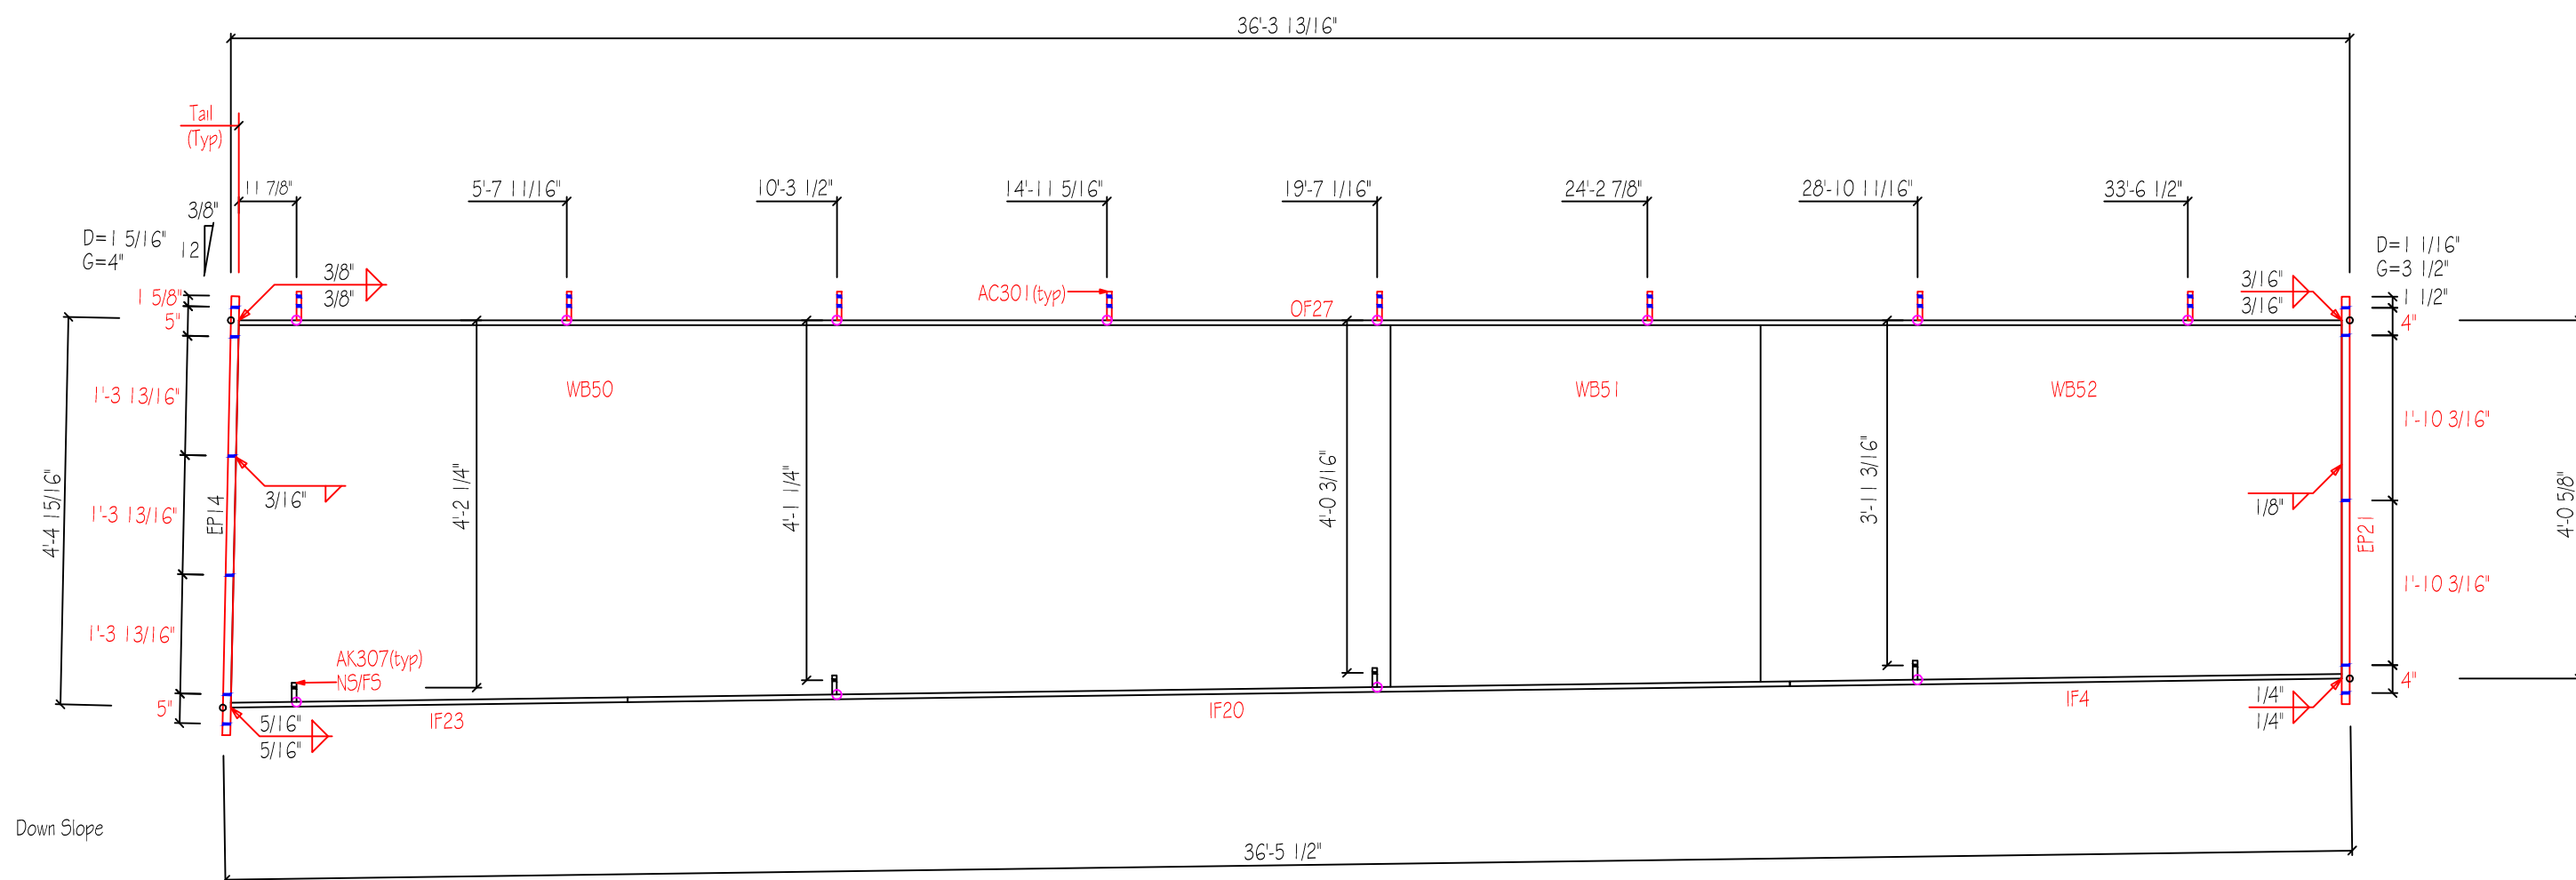 36'-3 13/16"
Tail
(Typ)
11 7/8"
5'-7 11/16"
10'-3 1/2"
14'-11 5/16"
19'-7 1/16"
24'-2 7/8"
28'-10 11/16"
33'-6 1/2"
3/8"
12
D=1 5/16"
G=4"
D=1 1/16"
G=3 1/2"
3/8"
3/8"
AC301(typ)
OF27
3/16"
3/16"
1 5/8"
5"
1 1/2"
4"
WB50
WB51
WB52
1'-3 13/16"
1'-3 13/16"
1'-3 13/16"
5"
4'-4 15/16"
EP14
3/16"
4'-2 1/4"
4'-1 1/4"
4'-0 3/16"
3'-11 3/16"
1/8"
EP21
1'-10 3/16"
1'-10 3/16"
4"
4'-0 5/8"
AK307(typ)
NS/FS
5/16"
5/16"
IF23
IF20
IF4
1/4"
1/4"
Down Slope
36'-5 1/2"